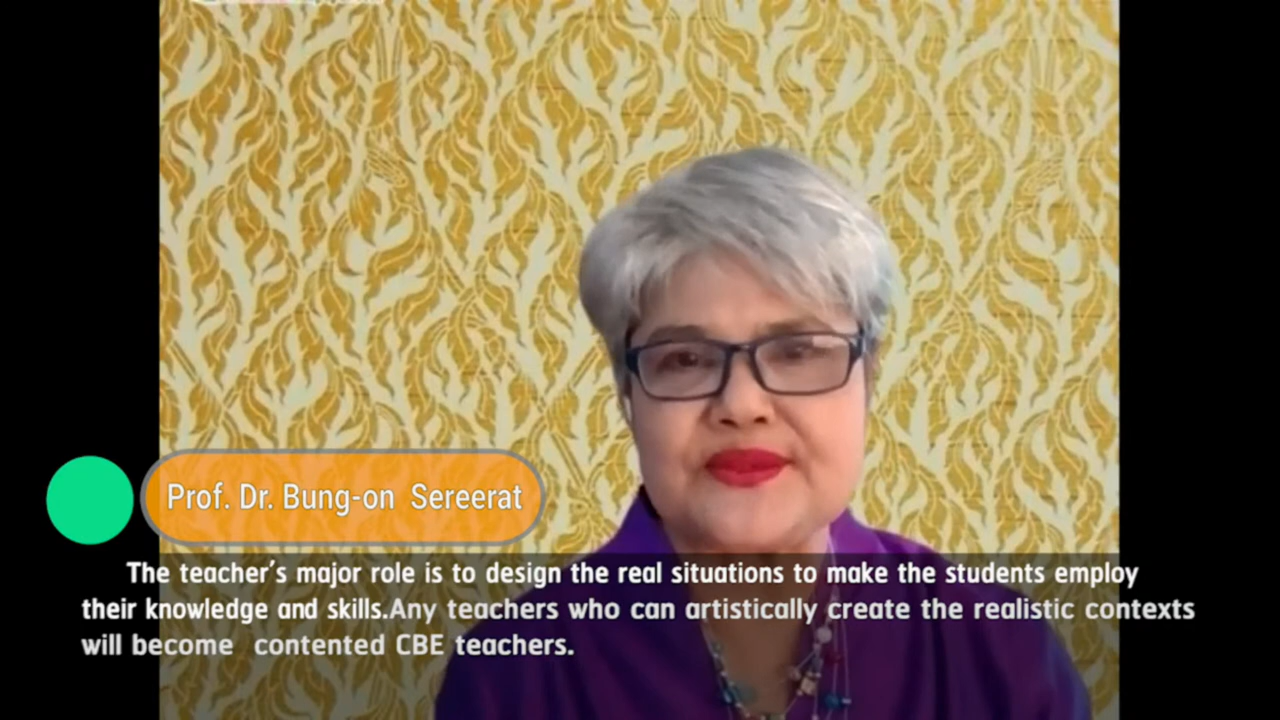 Prof. Dr. Bung-on Sereerat
The teacher's major role is to design the real situations to make the students employ
their knowledge and skills.Any teachers who can artistically create the realistic contexts
will become contented CBE teachers.